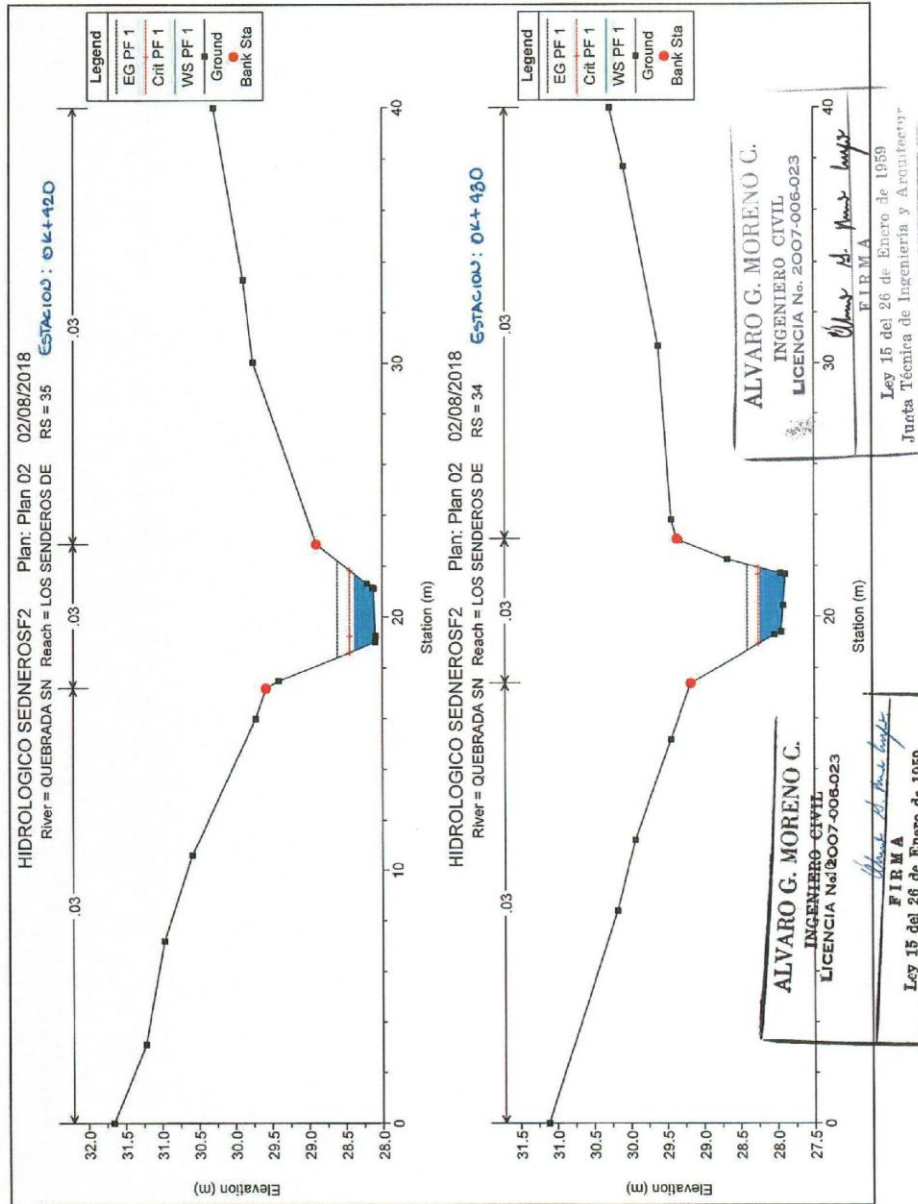 HIDROLOGICO SEDNEROSF2 Plan: Plan 02 02/08/2018
River = QUEBRADA SN Reach = LOS SENDEROS DE RS = 35
ESTACION: 0K+420
.03
.03
.03
Legend
EG PF 1
Crit PF 1
WS PF 1
Ground
Bank Sta
Elevation (m)
32.0
31.5
31.0
30.5
30.0
29.5
29.0
28.5
28.0
0
10
20
30
40
Station (m)
HIDROLOGICO SEDNEROSF2 Plan: Plan 02 02/08/2018
River = QUEBRADA SN Reach = LOS SENDEROS DE RS = 34
ESTACION: 0K+480
.03
.03
.03
Legend
EG PF 1
Crit PF 1
WS PF 1
Ground
Bank Sta
Elevation (m)
31.5
31.0
30.5
30.0
29.5
29.0
28.5
28.0
27.5
0
20
30
40
Station (m)
ALVARO G. MORENO C.
INGENIERO CIVIL
LICENCIA No. 2007-006-023
FIRMA
Ley 15 del 26 de Enero de 1959
ALVARO G. MORENO C.
INGENIERO CIVIL
LICENCIA No. 2007-006-023
FIRMA
Ley 15 del 26 de Enero de 1959
Junta Técnica de Ingeniería y Arquitectur